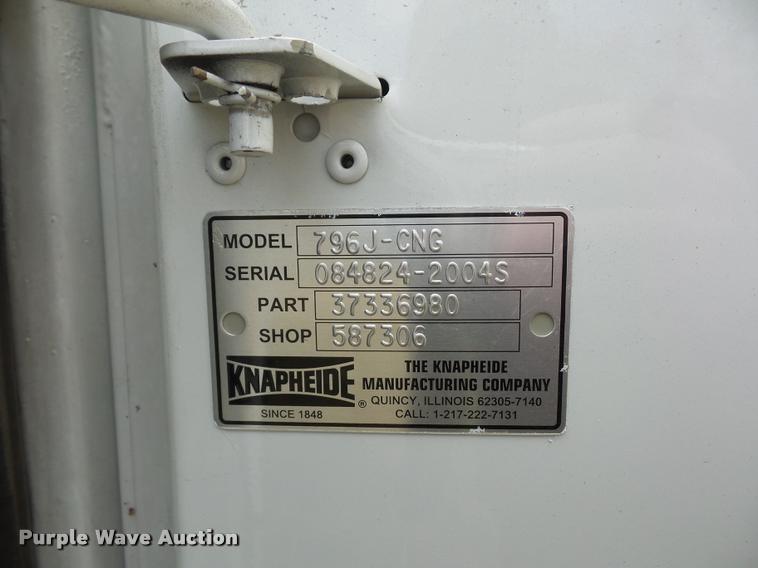 MODEL 796J-CNG
SERIAL 084824-2004S
PART 37336980
SHOP 587306
KNAPHEIDE ®
SINCE 1848
THE KNAPHEIDE
MANUFACTURING COMPANY
QUINCY, ILLINOIS 62305-7140
CALL: 1-217-222-7131
Purple Wave Auction